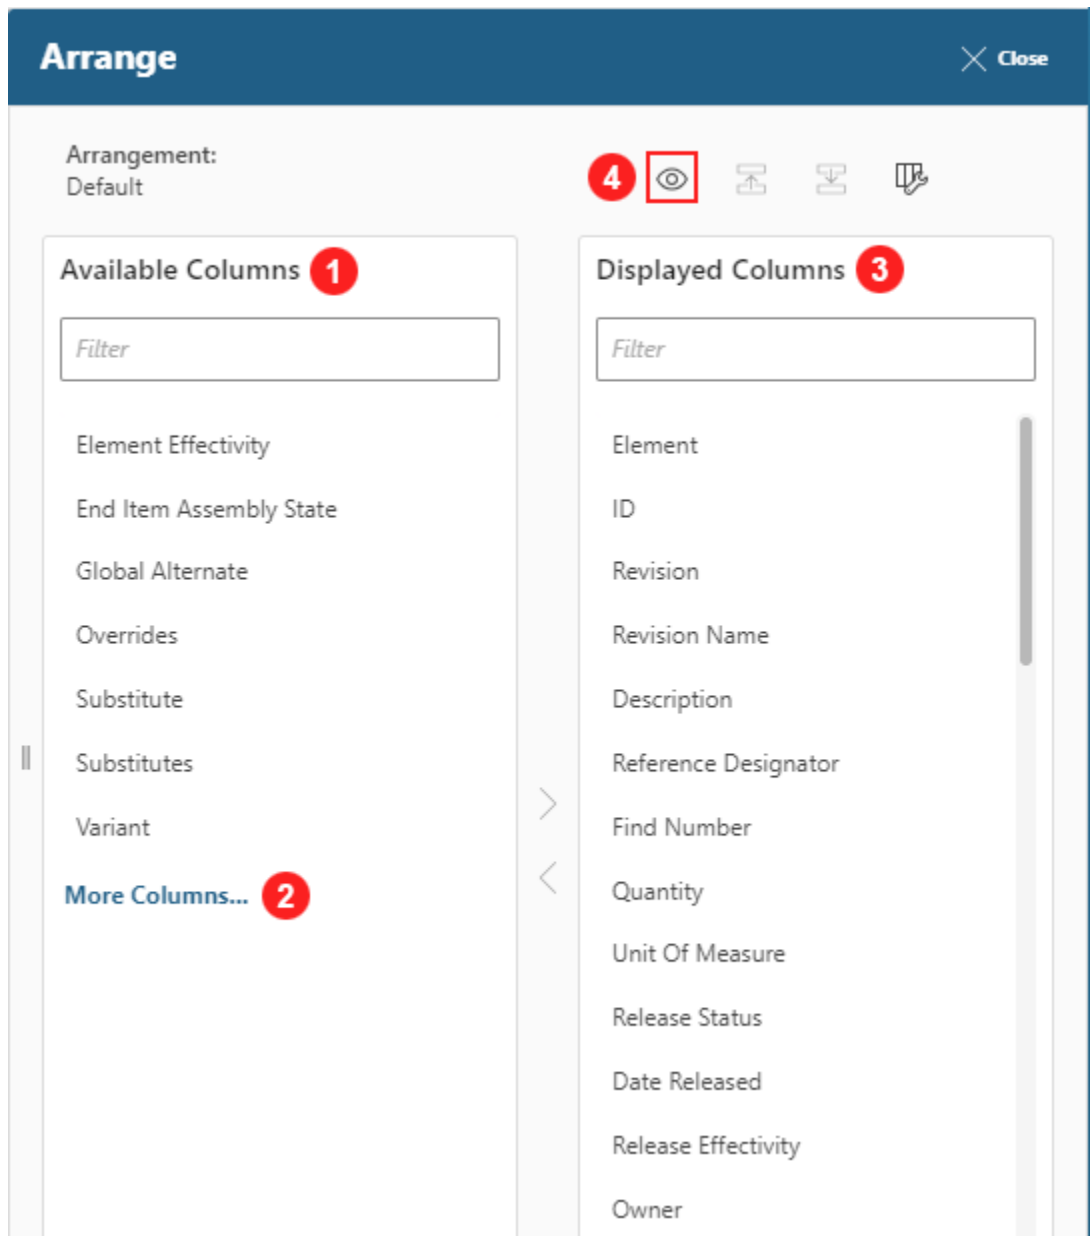 Arrange
Close
Arrangement:
Default
4
Available Columns 1
Filter
Element Effectivity
End Item Assembly State
Global Alternate
Overrides
Substitute
Substitutes
Variant
More Columns... 2
Displayed Columns 3
Filter
Element
ID
Revision
Revision Name
Description
Reference Designator
Find Number
Quantity
Unit Of Measure
Release Status
Date Released
Release Effectivity
Owner